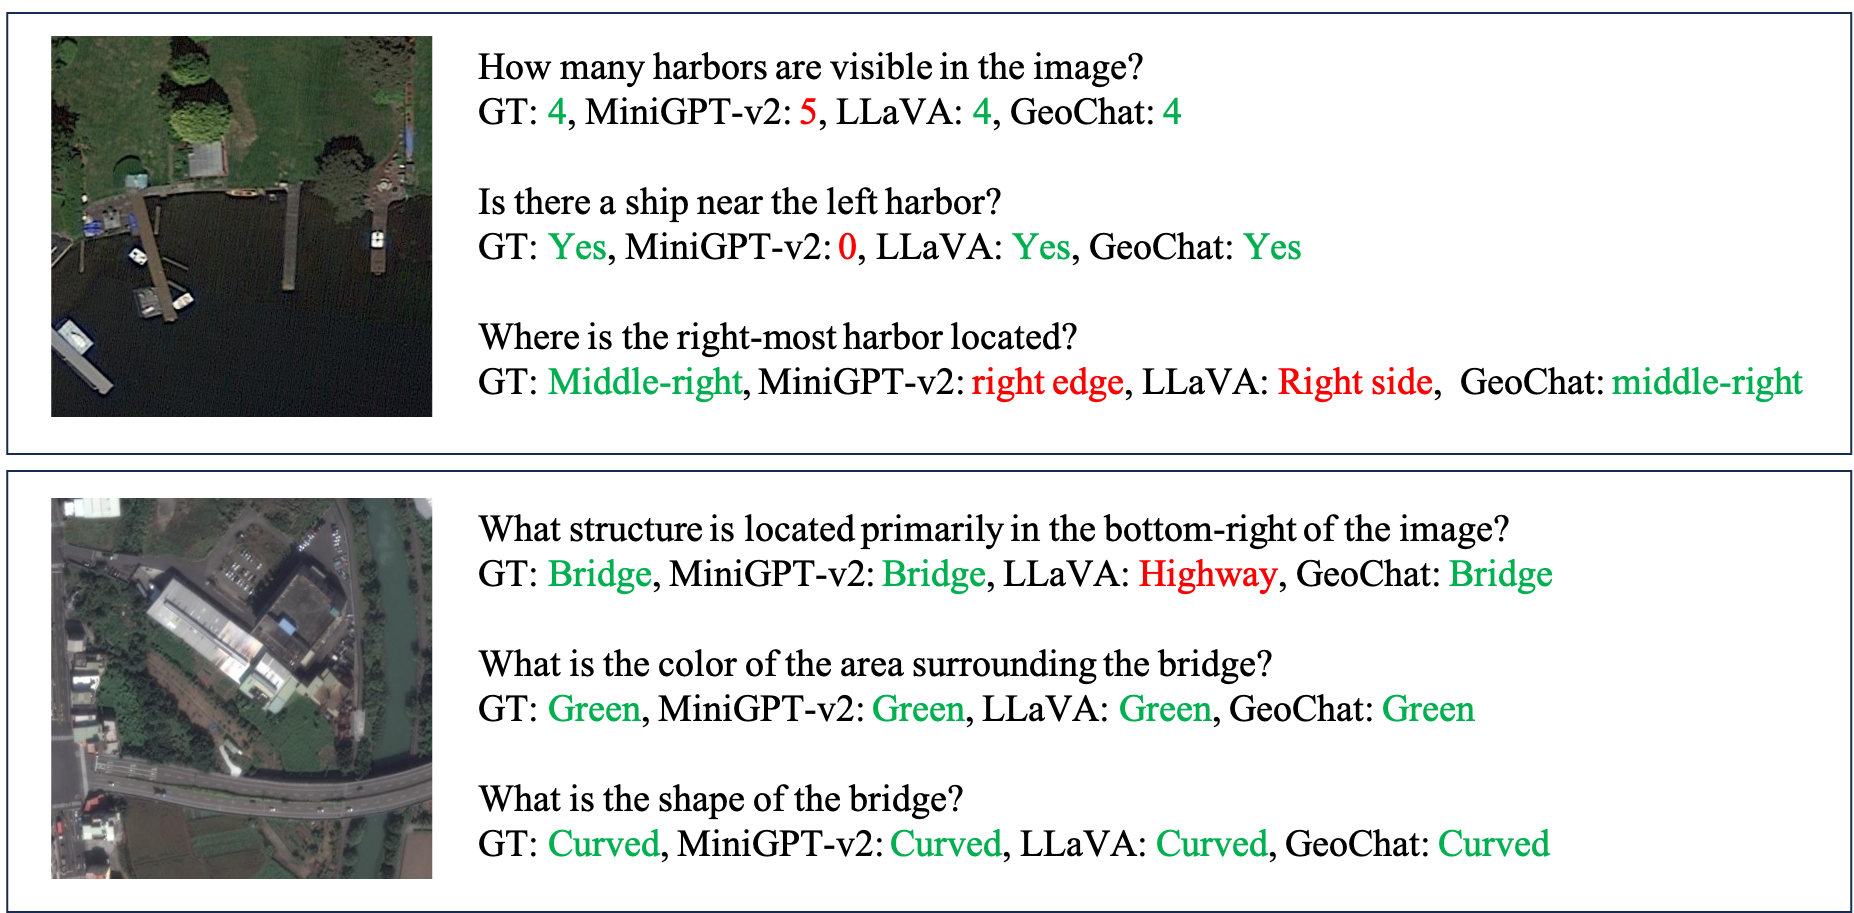 How many harbors are visible in the image?
GT: 4, MiniGPT-v2: 5, LLaVA: 4, GeoChat: 4
Is there a ship near the left harbor?
GT: Yes, MiniGPT-v2: 0, LLaVA: Yes, GeoChat: Yes
Where is the right-most harbor located?
GT: Middle-right, MiniGPT-v2: right edge, LLaVA: Right side, GeoChat: middle-right
What structure is located primarily in the bottom-right of the image?
GT: Bridge, MiniGPT-v2: Bridge, LLaVA: Highway, GeoChat: Bridge
What is the color of the area surrounding the bridge?
GT: Green, MiniGPT-v2: Green, LLaVA: Green, GeoChat: Green
What is the shape of the bridge?
GT: Curved, MiniGPT-v2: Curved, LLaVA: Curved, GeoChat: Curved